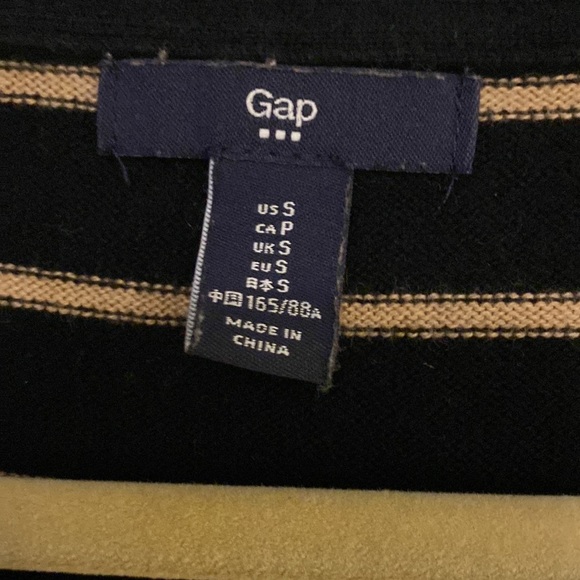 Gap
US S
CA P
UK S
EU S
日本 S
中国 165/88A
MADE IN
CHINA